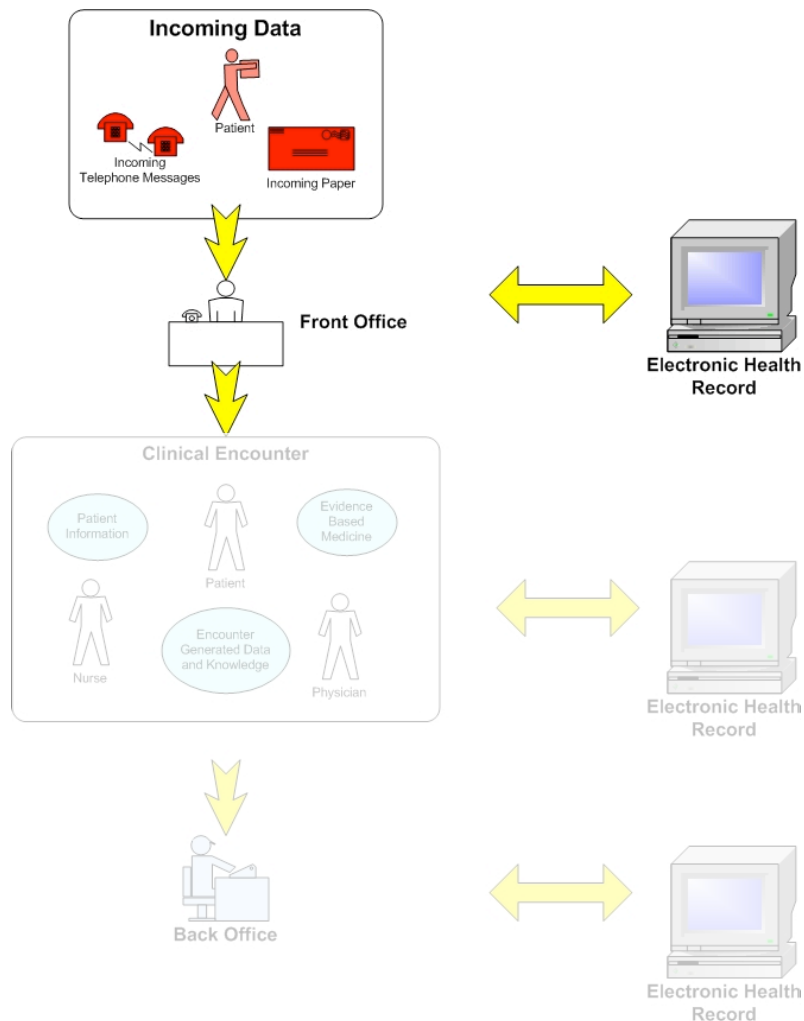 Incoming Data
Patient
Incoming
Telephone Messages
Incoming Paper
Front Office
Electronic Health
Record
Clinical Encounter
Patient
Information
Evidence
Based
Medicine
Patient
Encounter
Generated Data
and Knowledge
Nurse
Physician
Electronic Health
Record
Back Office
Electronic Health
Record